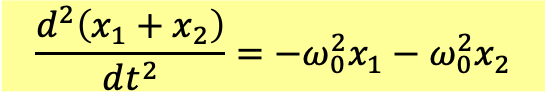 d²(x₁ + x₂)/dt² = −ω₀²x₁ − ω₀²x₂